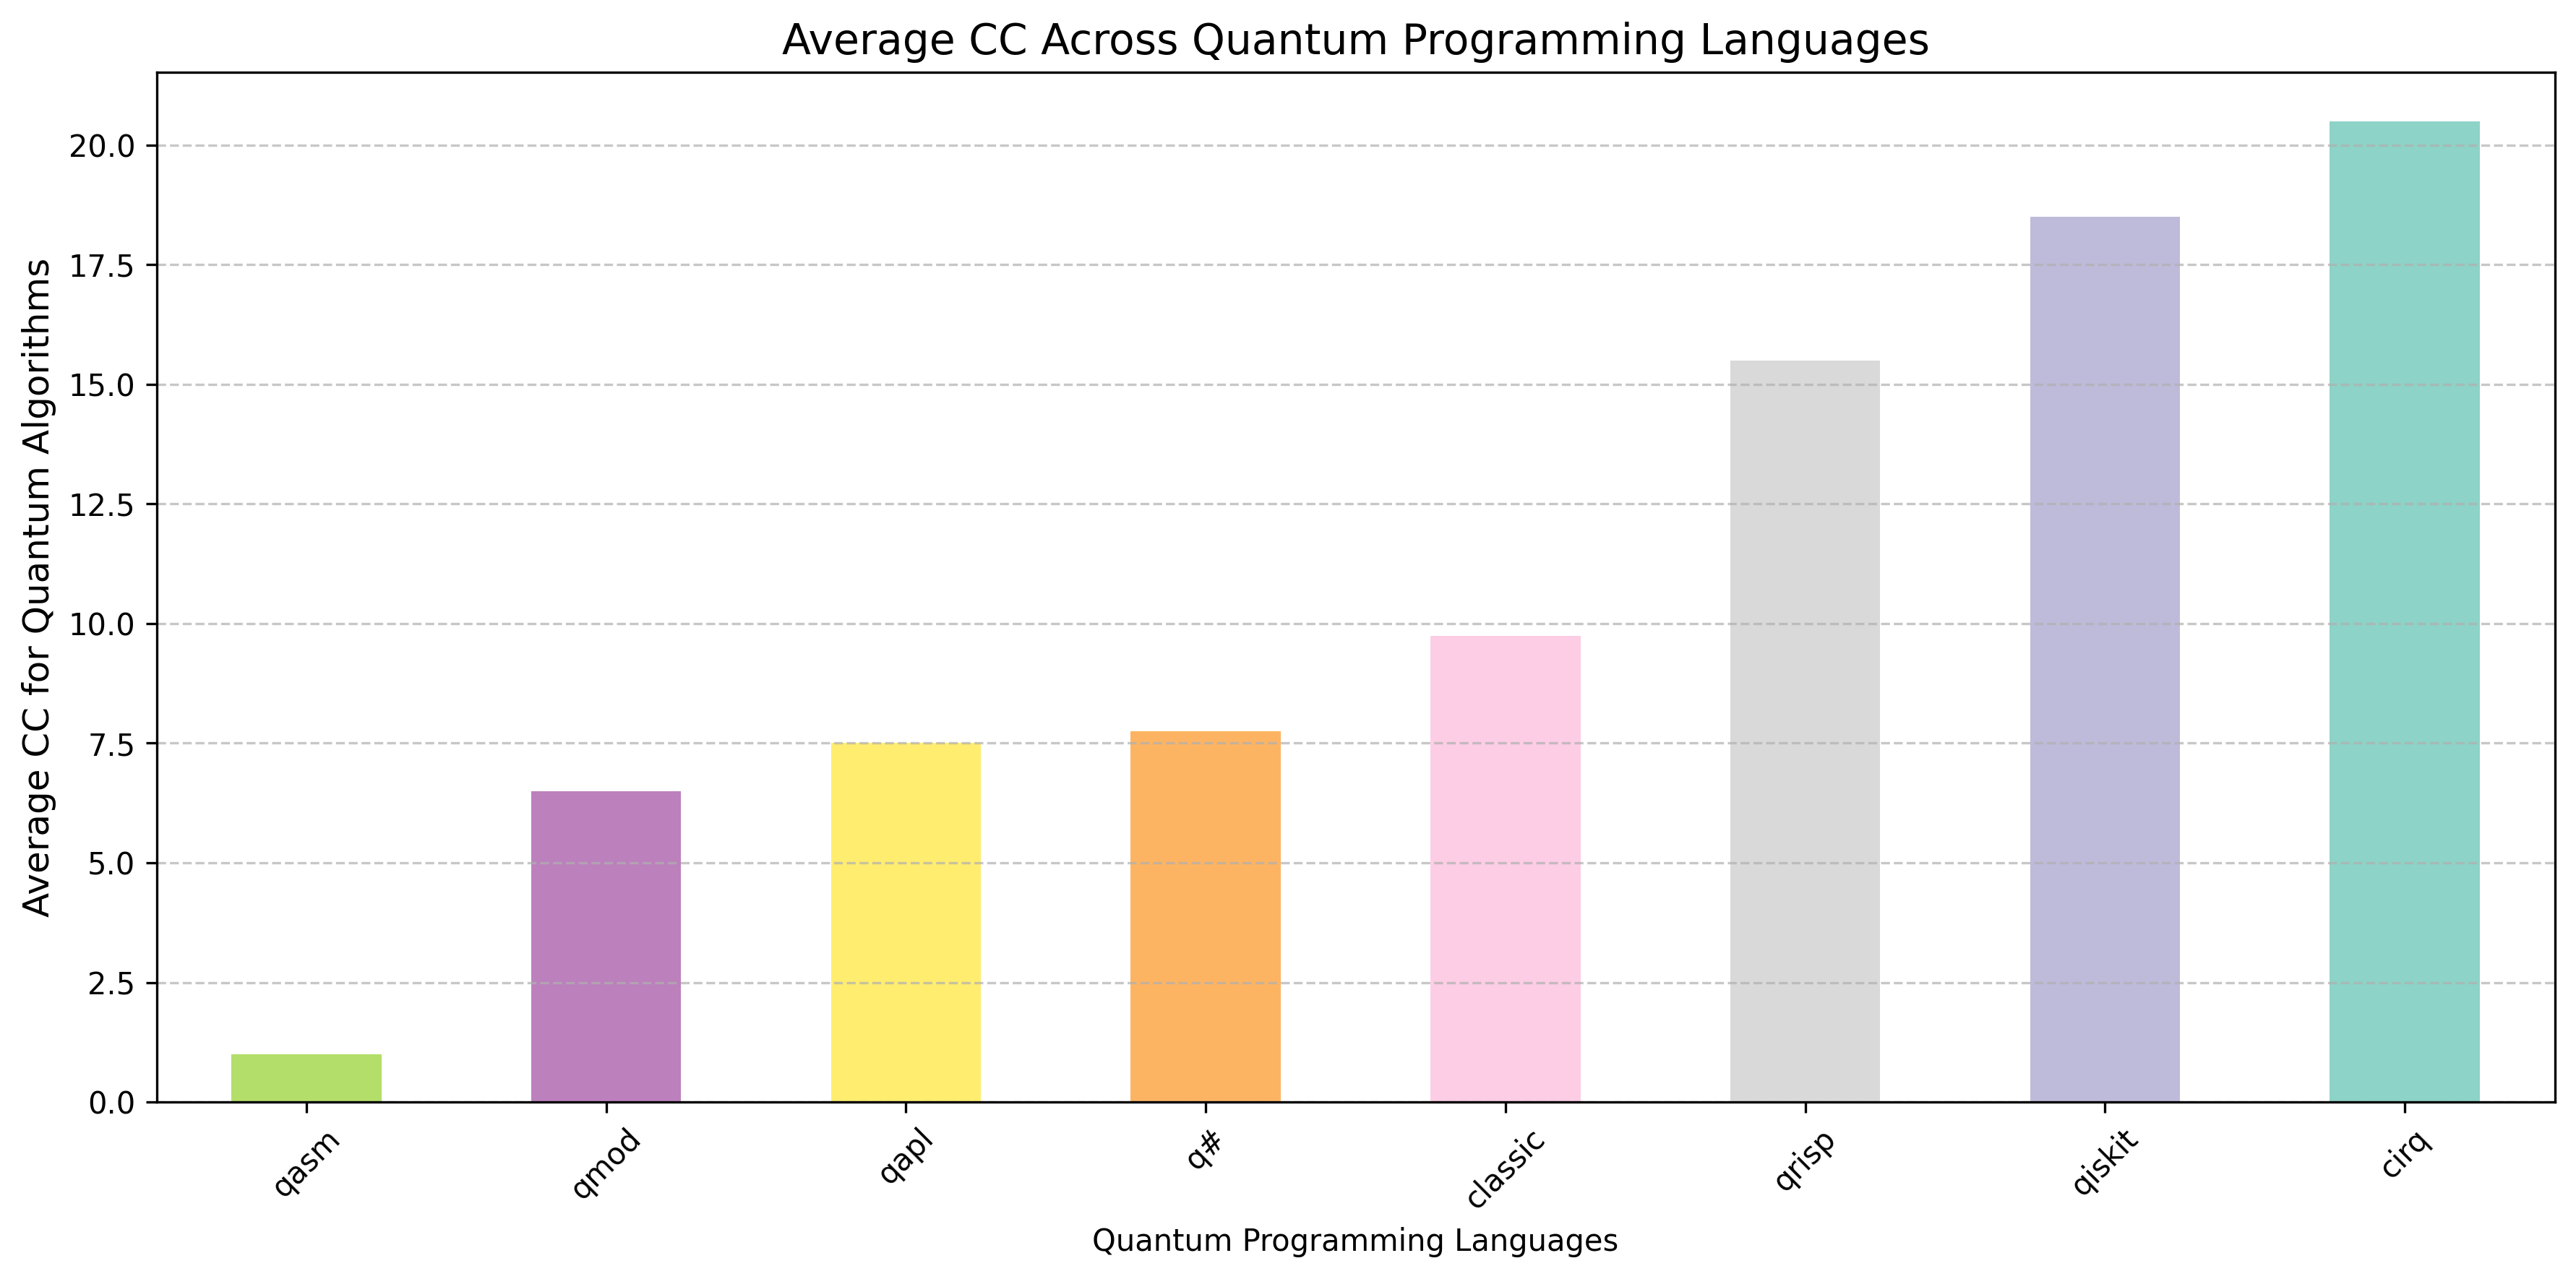 Average CC Across Quantum Programming Languages
Average CC for Quantum Algorithms
20.0
17.5
15.0
12.5
10.0
7.5
5.0
2.5
0.0
qasm
qmod
qapl
q#
classic
qrisp
qiskit
cirq
Quantum Programming Languages